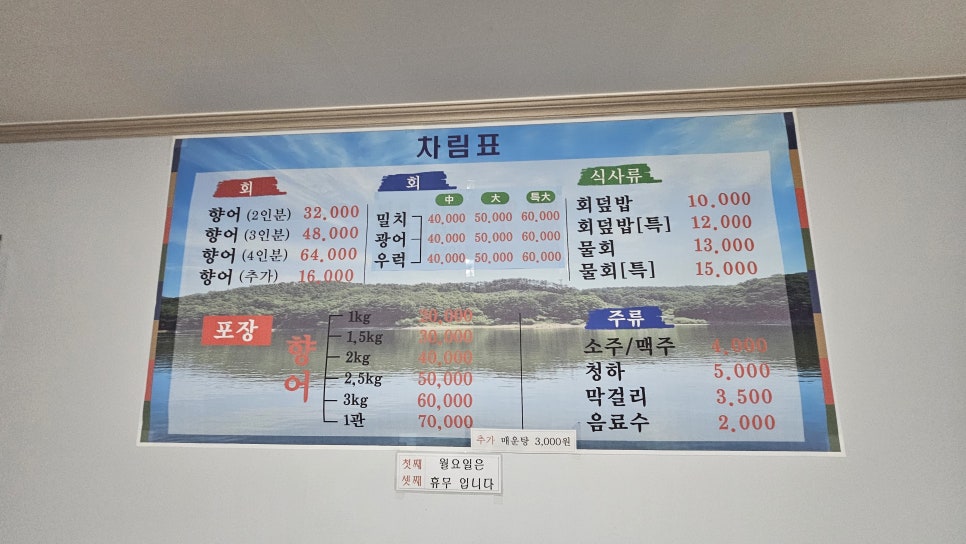 차림표
회
향어 (2인분) 32.000
향어 (3인분) 48.000
향어 (4인분) 64.000
향어 (추가) 16.000
회
中 大 특大
밀치 40,000 50,000 60,000
광어 40,000 50,000 60,000
우럭 40,000 50,000 60,000
식사류
회덮밥 10.000
회덮밥[특] 12.000
물회 13.000
물회[특] 15.000
포장
향어
1kg
1,5kg 30,000
2kg 40,000
2,5kg 50,000
3kg 60,000
1관 70,000
주류
소주/맥주 4.000
청하 5.000
막걸리 3.500
음료수 2.000
추가 매운탕 3,000원
첫째 월요일은
셋째 휴무 입니다